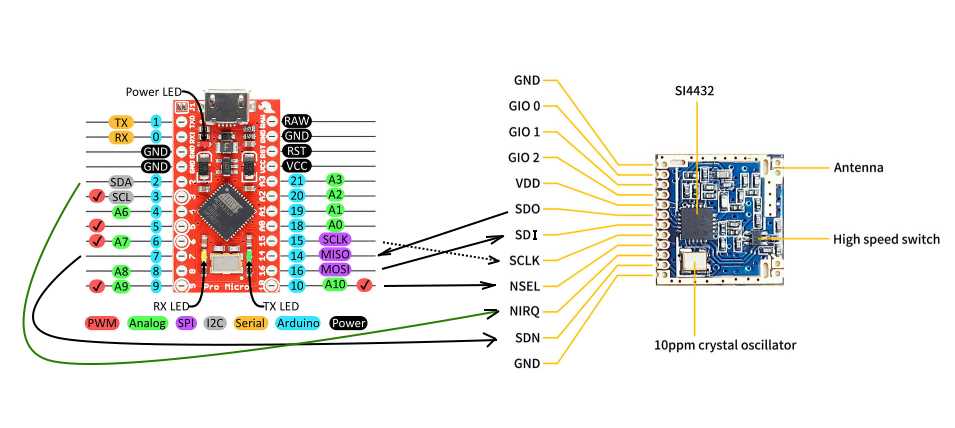 Power LED
TX 1
RX 0
GND
GND
SDA 2
SCL 3
A6 4
5
A7 6
7
A8 8
A9 9
RAW
GND
RST
VCC
21 A3
20 A2
19 A1
18 A0
15 SCLK
14 MISO
16 MOSI
10 A10
Pro Micro
RX LED
TX LED
PWM Analog SPI I2C Serial Arduino Power
GND
GIO 0
GIO 1
GIO 2
VDD
SDO
SDI
SCLK
NSEL
NIRQ
SDN
GND
SI4432
Antenna
High speed switch
10ppm crystal oscillator